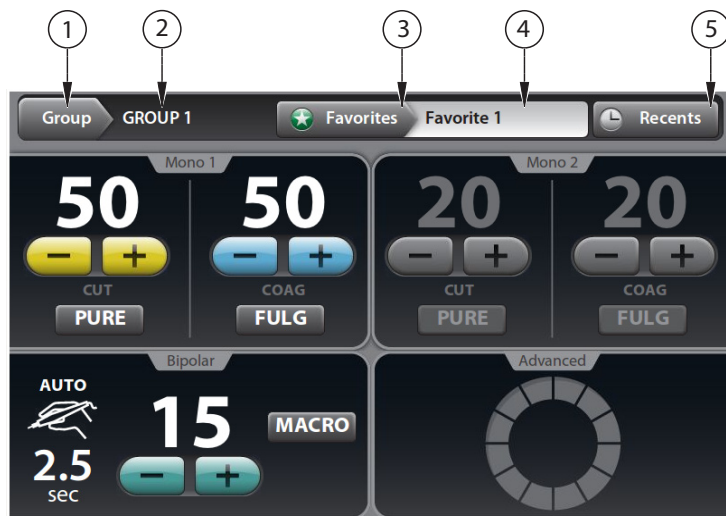 1 2 3 4 5
Group GROUP 1 Favorites Favorite 1 Recents
Mono 1 Mono 2
50 50 20 20
− + − + − + − +
CUT COAG CUT COAG
PURE FULG PURE FULG
Bipolar Advanced
AUTO
15 MACRO
2.5 − +
sec